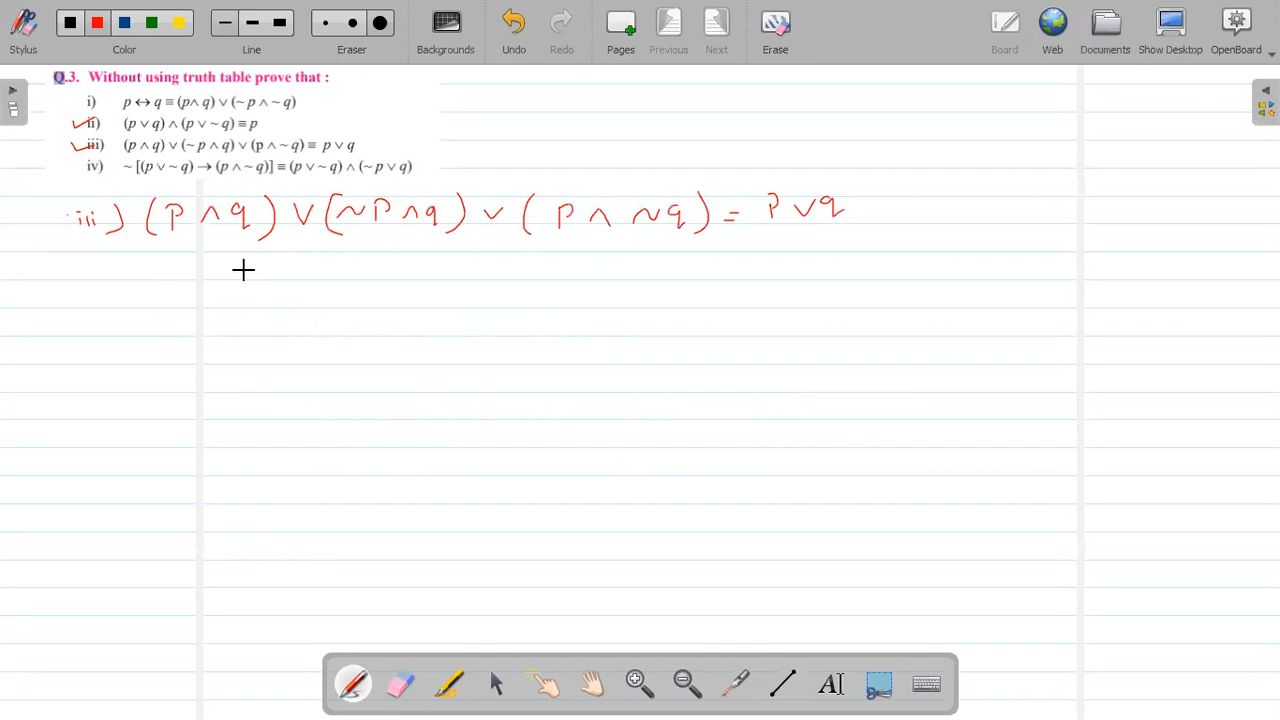 Stylus Color Line Eraser Backgrounds Undo Redo Pages Previous Next Erase Board Web Documents Show Desktop OpenBoard
Q.3. Without using truth table prove that :
i) p ↔ q ≡ (p∧ q) ∨ (~ p ∧ ~ q)
ii) (p ∨ q) ∧ (p ∨ ~ q) ≡ p
iii) (p ∧ q) ∨ (~ p ∧ q) ∨ (p ∧ ~ q) ≡ p ∨ q
iv) ~ [(p ∨ ~ q) → (p ∧ ~ q)] ≡ (p ∨ ~ q) ∧ (~ p ∨ q)
iii) (P ∧ q) ∨ (~P ∧ q) ∨ (P ∧ ~q) = P ∨ q